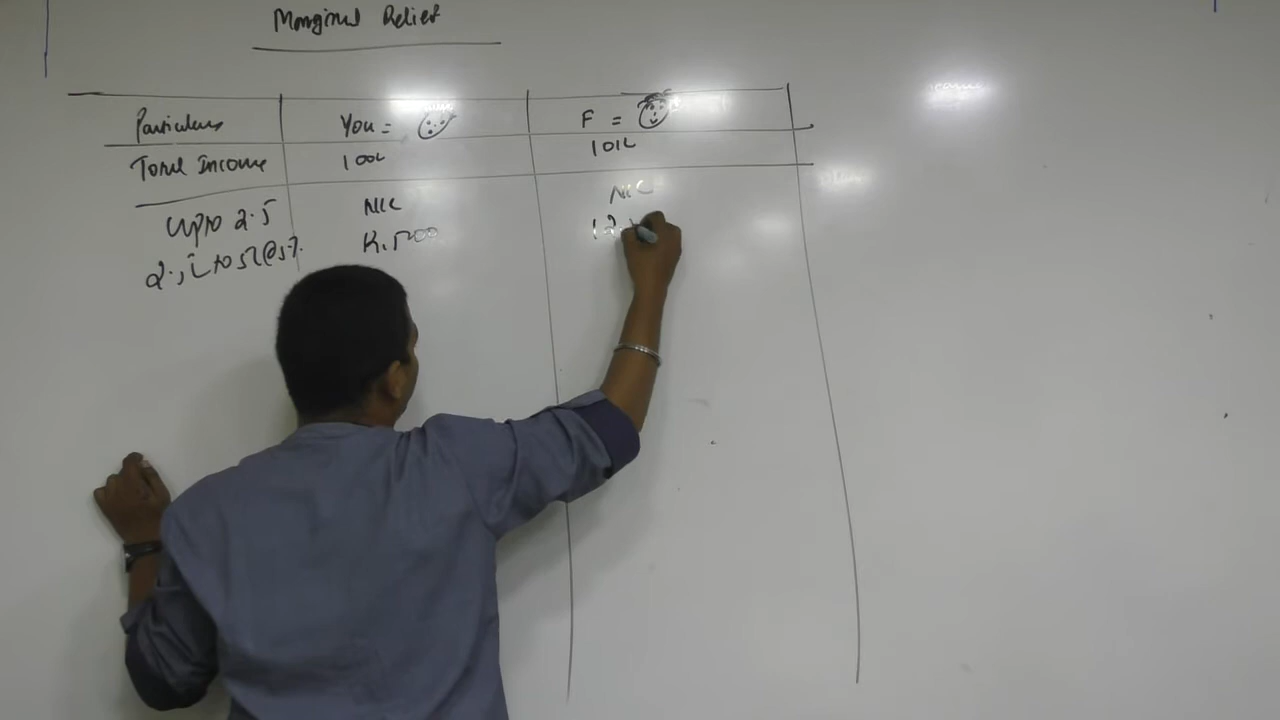 Marginal Relief
Particulars You = F =
Total Income 100L 101L
Upto 2.5 NIL NIL
2.5L to 5L @ 5%. 12,500 12